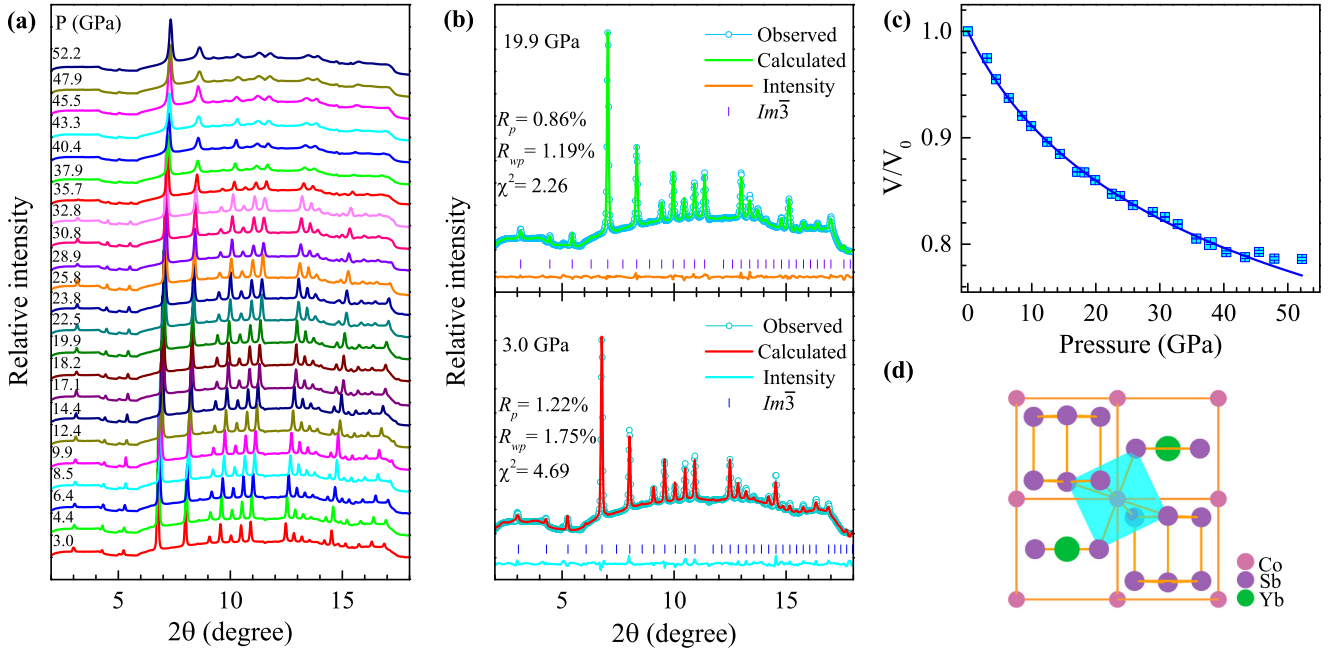 (a)
P (GPa)
52.2
47.9
45.5
43.3
40.4
37.9
35.7
32.8
30.8
28.9
25.8
23.8
22.5
19.9
18.2
17.1
14.4
12.4
9.9
8.5
6.4
4.4
3.0
Relative intensity
5 10 15
2θ (degree)
(b)
19.9 GPa
Observed
Calculated
Intensity
Im3̅
Rp= 0.86%
Rwp= 1.19%
χ²= 2.26
3.0 GPa
Observed
Calculated
Intensity
Im3̅
Rp= 1.22%
Rwp= 1.75%
χ²= 4.69
Relative intensity
5 10 15
2θ (degree)
(c)
1.0
0.9
0.8
V/V0
0 10 20 30 40 50
Pressure (GPa)
(d)
Co
Sb
Yb